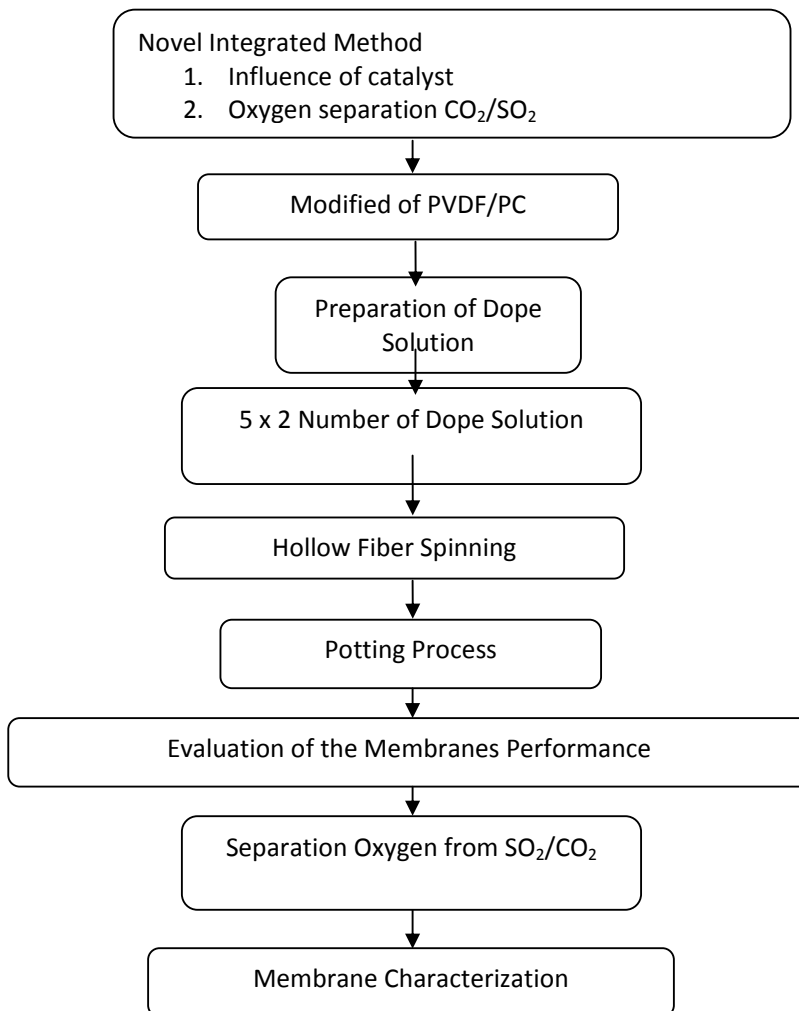 Novel Integrated Method
1. Influence of catalyst
2. Oxygen separation CO₂/SO₂
Modified of PVDF/PC
Preparation of Dope
Solution
5 x 2 Number of Dope Solution
Hollow Fiber Spinning
Potting Process
Evaluation of the Membranes Performance
Separation Oxygen from SO₂/CO₂
Membrane Characterization